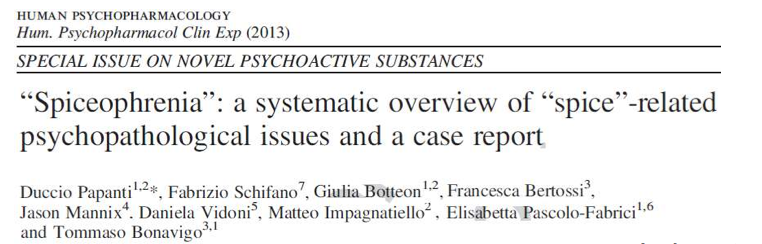 HUMAN PSYCHOPHARMACOLOGY
Hum. Psychopharmacol Clin Exp (2013)
SPECIAL ISSUE ON NOVEL PSYCHOACTIVE SUBSTANCES
“Spiceophrenia”: a systematic overview of “spice”-related
psychopathological issues and a case report
Duccio Papanti1,2*, Fabrizio Schifano7, Giulia Botteon1,2, Francesca Bertossi3,
Jason Mannix4, Daniela Vidoni5, Matteo Impagnatiello2 , Elisabetta Pascolo-Fabrici1,6
and Tommaso Bonavigo3,1